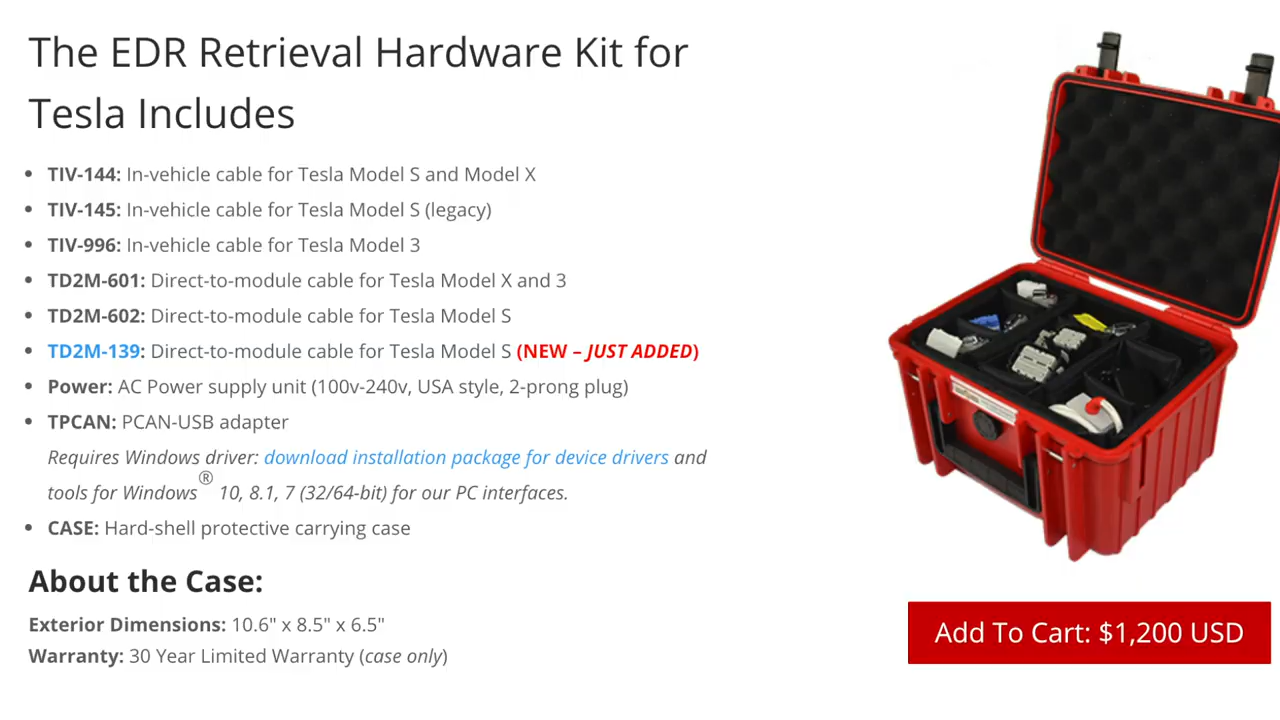 The EDR Retrieval Hardware Kit for
Tesla Includes
• TIV-144: In-vehicle cable for Tesla Model S and Model X
• TIV-145: In-vehicle cable for Tesla Model S (legacy)
• TIV-996: In-vehicle cable for Tesla Model 3
• TD2M-601: Direct-to-module cable for Tesla Model X and 3
• TD2M-602: Direct-to-module cable for Tesla Model S
• TD2M-139: Direct-to-module cable for Tesla Model S (NEW – JUST ADDED)
• Power: AC Power supply unit (100v-240v, USA style, 2-prong plug)
• TPCAN: PCAN-USB adapter
Requires Windows driver: download installation package for device drivers and
tools for Windows® 10, 8.1, 7 (32/64-bit) for our PC interfaces.
• CASE: Hard-shell protective carrying case
About the Case:
Exterior Dimensions: 10.6" x 8.5" x 6.5"
Warranty: 30 Year Limited Warranty (case only)
Add To Cart: $1,200 USD